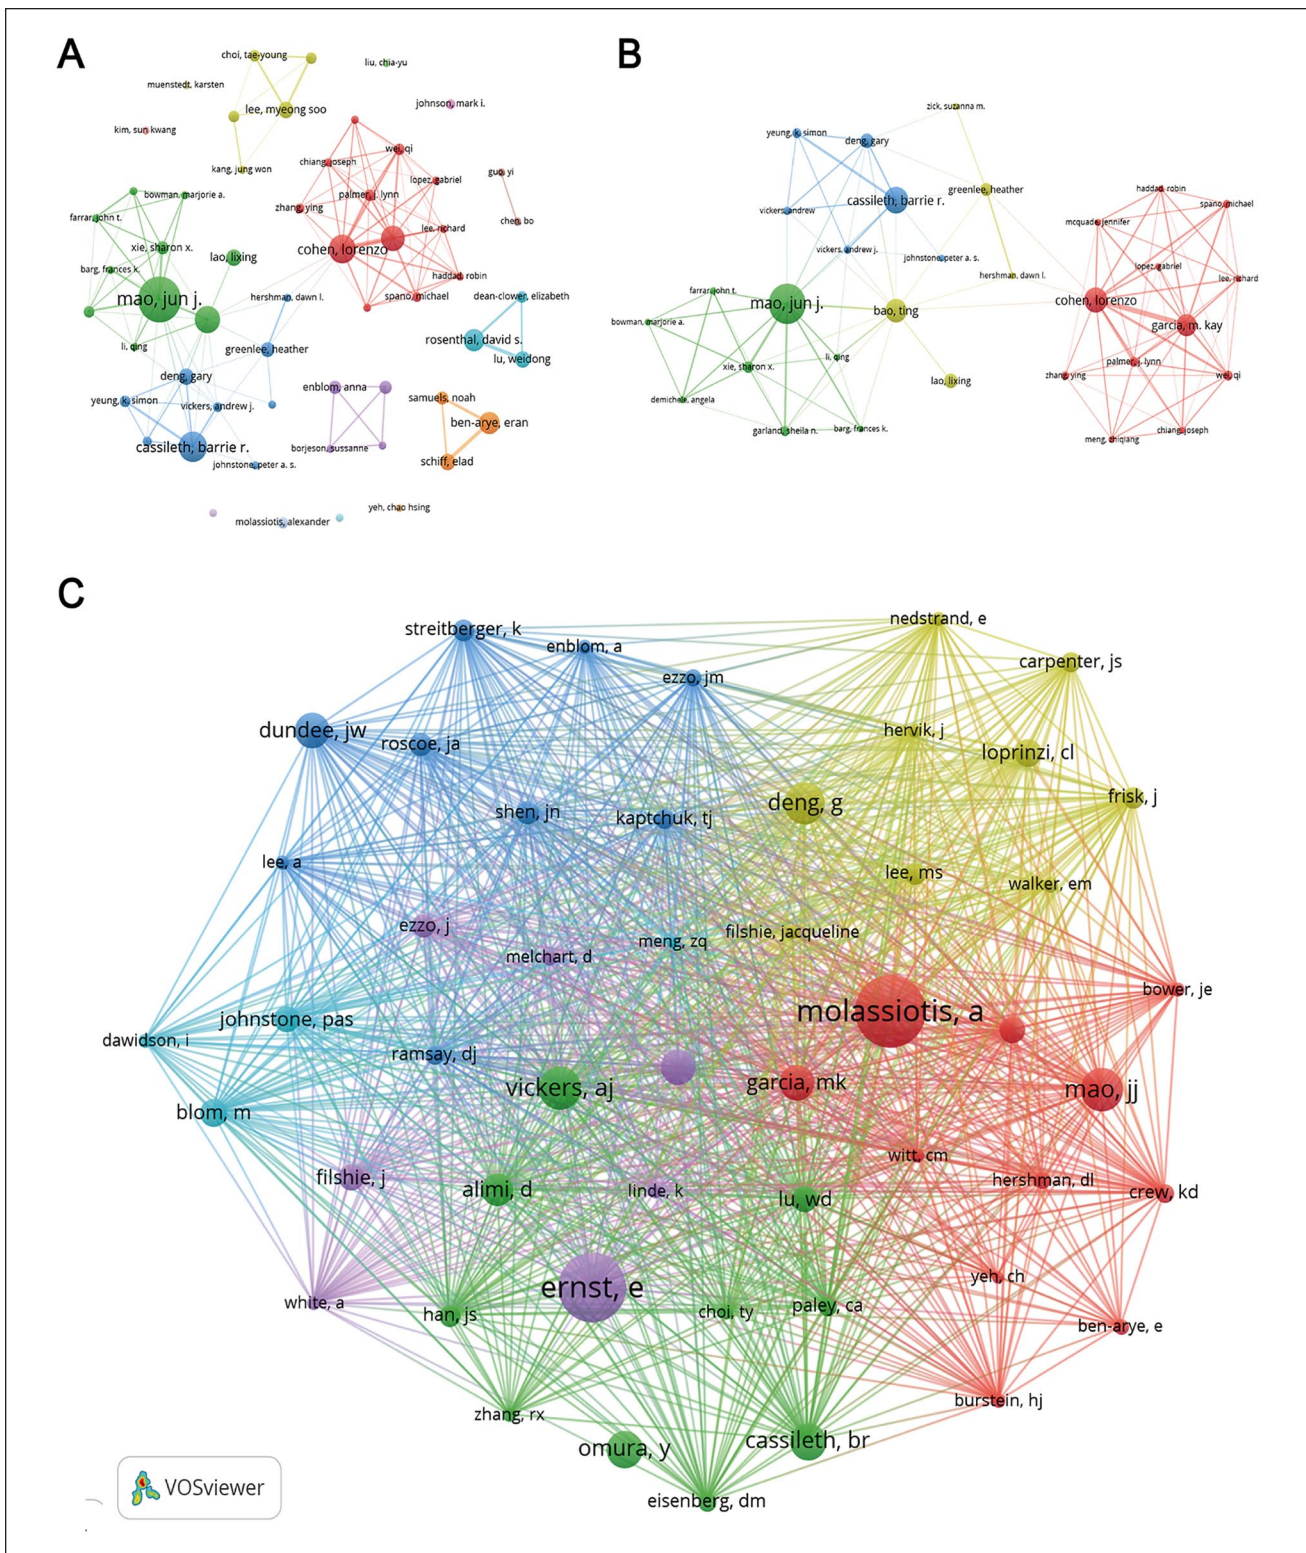 A
choi, tae-young
liu, chia-yu
muenstedt, karsten
johnson, mark i.
lee, myeong soo
kim, sun kwang
wei, qi
chiang, joseph
kang, jung won
guo, yi
lopez, gabriel
bowman, marjorie a.
palmer, j. lynn
zhang, ying
farrar, john t.
chen, bo
lee, richard
xie, sharon x.
cohen, lorenzo
lao, lixing
barg, frances k.
haddad, robin
mao, jun j.
hershman, dawn l.
spano, michael
dean-clower, elizabeth
rosenthal, david s.
li, qing
greenlee, heather
lu, weidong
deng, gary
enblom, anna
samuels, noah
yeung, k. simon
vickers, andrew j.
ben-arye, eran
cassileth, barrie r.
borjeson, sussanne
schiff, elad
johnstone, peter a. s.
yeh, chao hsing
molassiotis, alexander
B
zick, suzanna m.
yeung, k. simon
deng, gary
greenlee, heather
haddad, robin
cassileth, barrie r.
spano, michael
vickers, andrew
mcquade, jennifer
vickers, andrew j.
johnstone, peter a. s.
lopez, gabriel
hershman, dawn l.
lee, richard
farrar, john t.
mao, jun j.
cohen, lorenzo
bao, ting
bowman, marjorie a.
garcia, m. kay
li, qing
xie, sharon x.
palmer, j. lynn
zhang, ying
wei, qi
lao, lixing
demichele, angela
garland, sheila n.
barg, frances k.
chiang, joseph
meng, zhiqiang
C
nedstrand, e
streitberger, k
enblom, a
carpenter, js
ezzo, jm
dundee, jw
hervik, j
roscoe, ja
loprinzi, cl
frisk, j
deng, g
shen, jn
kaptchuk, tj
lee, a
lee, ms
walker, em
ezzo, j
filshie, jacqueline
meng, zq
melchart, d
bower, je
molassiotis, a
johnstone, pas
dawidson, i
ramsay, dj
garcia, mk
vickers, aj
mao, jj
blom, m
witt, cm
filshie, j
hershman, dl
alimi, d
linde, k
crew, kd
lu, wd
yeh, ch
ernst, e
white, a
paley, ca
choi, ty
han, js
ben-arye, e
burstein, hj
zhang, rx
cassileth, br
omura, y
VOSviewer
eisenberg, dm